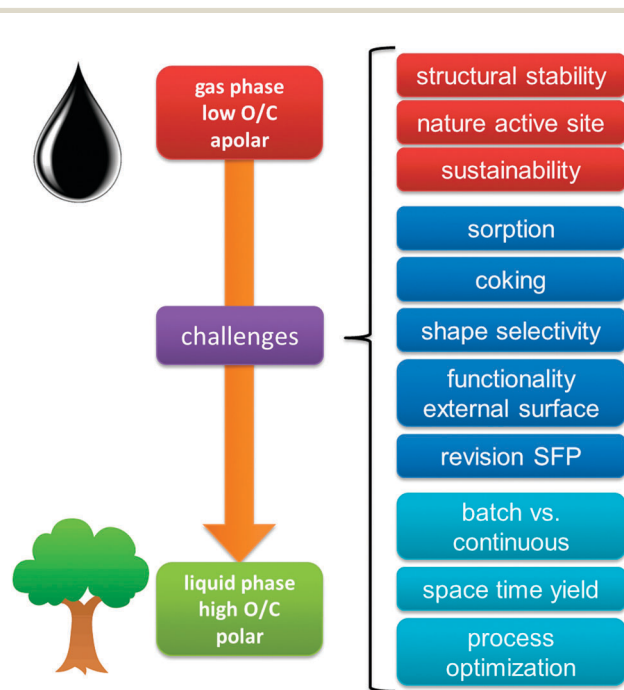 gas phase
low O/C
apolar
challenges
liquid phase
high O/C
polar
structural stability
nature active site
sustainability
sorption
coking
shape selectivity
functionality
external surface
revision SFP
batch vs.
continuous
space time yield
process
optimization